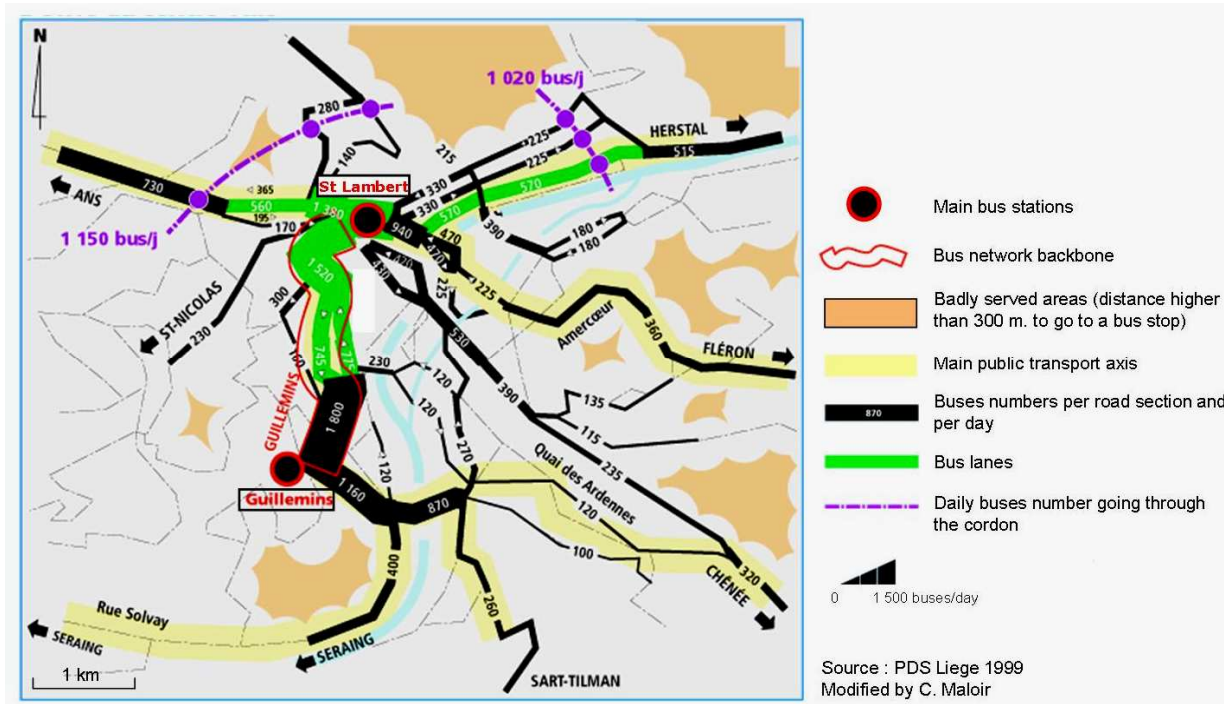 N
1 020 bus/j
280
225
HERSTAL
140
215
225
515
730
365
St Lambert
330
570
ANS
560
1 380
330
570
195
170
940
470
390
180
180
1 150 bus/j
420
470
430
225
1 520
225
300
ST-NICOLAS
530
Amercœur
360
230
FLÉRON
745
775
160
230
120
390
135
GUILLEMINS
120
115
1 800
270
235
Quai des Ardennes
120
Guillemins
1 160
870
120
100
400
320
CHÊNÉE
Rue Solvay
260
SERAING
SERAING
1 km
SART-TILMAN
Main bus stations
Bus network backbone
Badly served areas (distance higher
than 300 m. to go to a bus stop)
Main public transport axis
870
Buses numbers per road section and
per day
Bus lanes
Daily buses number going through
the cordon
0 1 500 buses/day
Source : PDS Liege 1999
Modified by C. Maloir